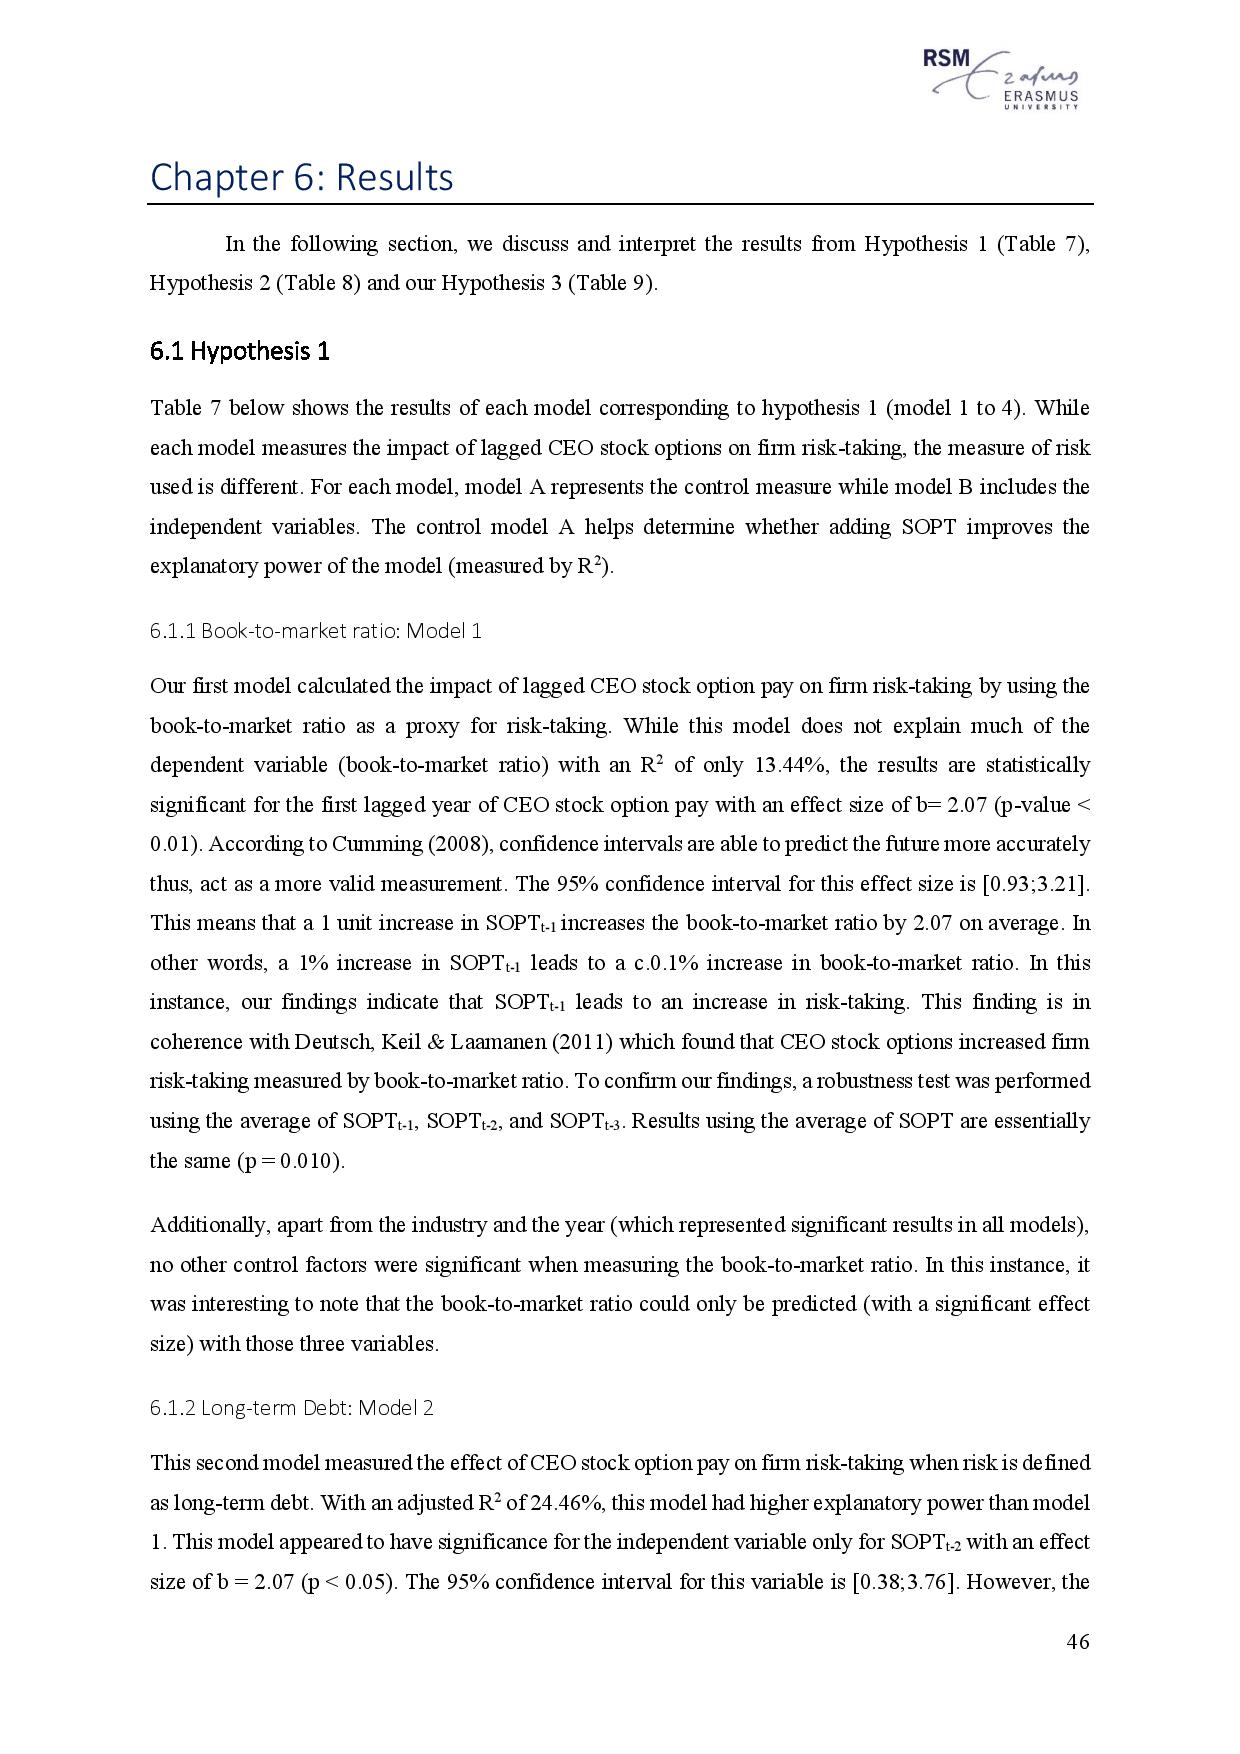 RSM
Erasmus
ERASMUS
UNIVERSITY
Chapter 6: Results
In the following section, we discuss and interpret the results from Hypothesis 1 (Table 7),
Hypothesis 2 (Table 8) and our Hypothesis 3 (Table 9).
6.1 Hypothesis 1
Table 7 below shows the results of each model corresponding to hypothesis 1 (model 1 to 4). While
each model measures the impact of lagged CEO stock options on firm risk-taking, the measure of risk
used is different. For each model, model A represents the control measure while model B includes the
independent variables. The control model A helps determine whether adding SOPT improves the
explanatory power of the model (measured by R²).
6.1.1 Book-to-market ratio: Model 1
Our first model calculated the impact of lagged CEO stock option pay on firm risk-taking by using the
book-to-market ratio as a proxy for risk-taking. While this model does not explain much of the
dependent variable (book-to-market ratio) with an R² of only 13.44%, the results are statistically
significant for the first lagged year of CEO stock option pay with an effect size of b= 2.07 (p-value <
0.01). According to Cumming (2008), confidence intervals are able to predict the future more accurately
thus, act as a more valid measurement. The 95% confidence interval for this effect size is [0.93;3.21].
This means that a 1 unit increase in SOPTt-1 increases the book-to-market ratio by 2.07 on average. In
other words, a 1% increase in SOPTt-1 leads to a c.0.1% increase in book-to-market ratio. In this
instance, our findings indicate that SOPTt-1 leads to an increase in risk-taking. This finding is in
coherence with Deutsch, Keil & Laamanen (2011) which found that CEO stock options increased firm
risk-taking measured by book-to-market ratio. To confirm our findings, a robustness test was performed
using the average of SOPTt-1, SOPTt-2, and SOPTt-3. Results using the average of SOPT are essentially
the same (p = 0.010).
Additionally, apart from the industry and the year (which represented significant results in all models),
no other control factors were significant when measuring the book-to-market ratio. In this instance, it
was interesting to note that the book-to-market ratio could only be predicted (with a significant effect
size) with those three variables.
6.1.2 Long-term Debt: Model 2
This second model measured the effect of CEO stock option pay on firm risk-taking when risk is defined
as long-term debt. With an adjusted R² of 24.46%, this model had higher explanatory power than model
1. This model appeared to have significance for the independent variable only for SOPTt-2 with an effect
size of b = 2.07 (p < 0.05). The 95% confidence interval for this variable is [0.38;3.76]. However, the
46